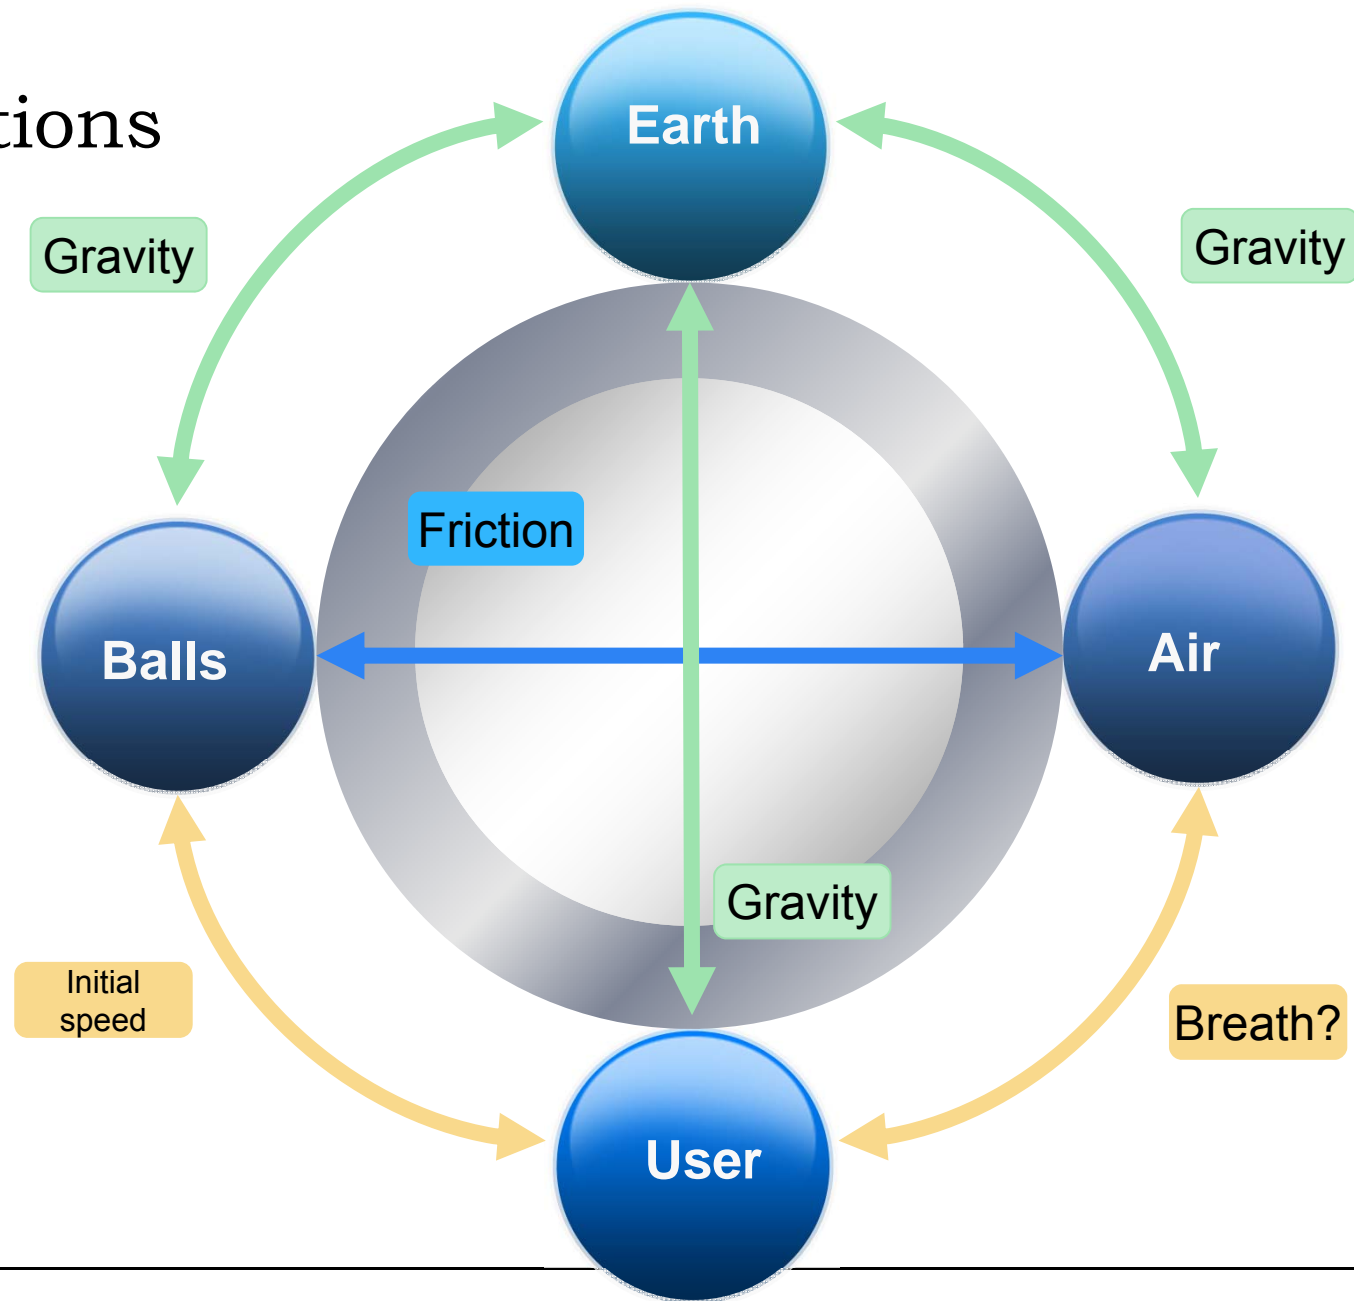 tions
Earth
Gravity
Gravity
Friction
Balls
Air
Gravity
Initial
speed
Breath?
User